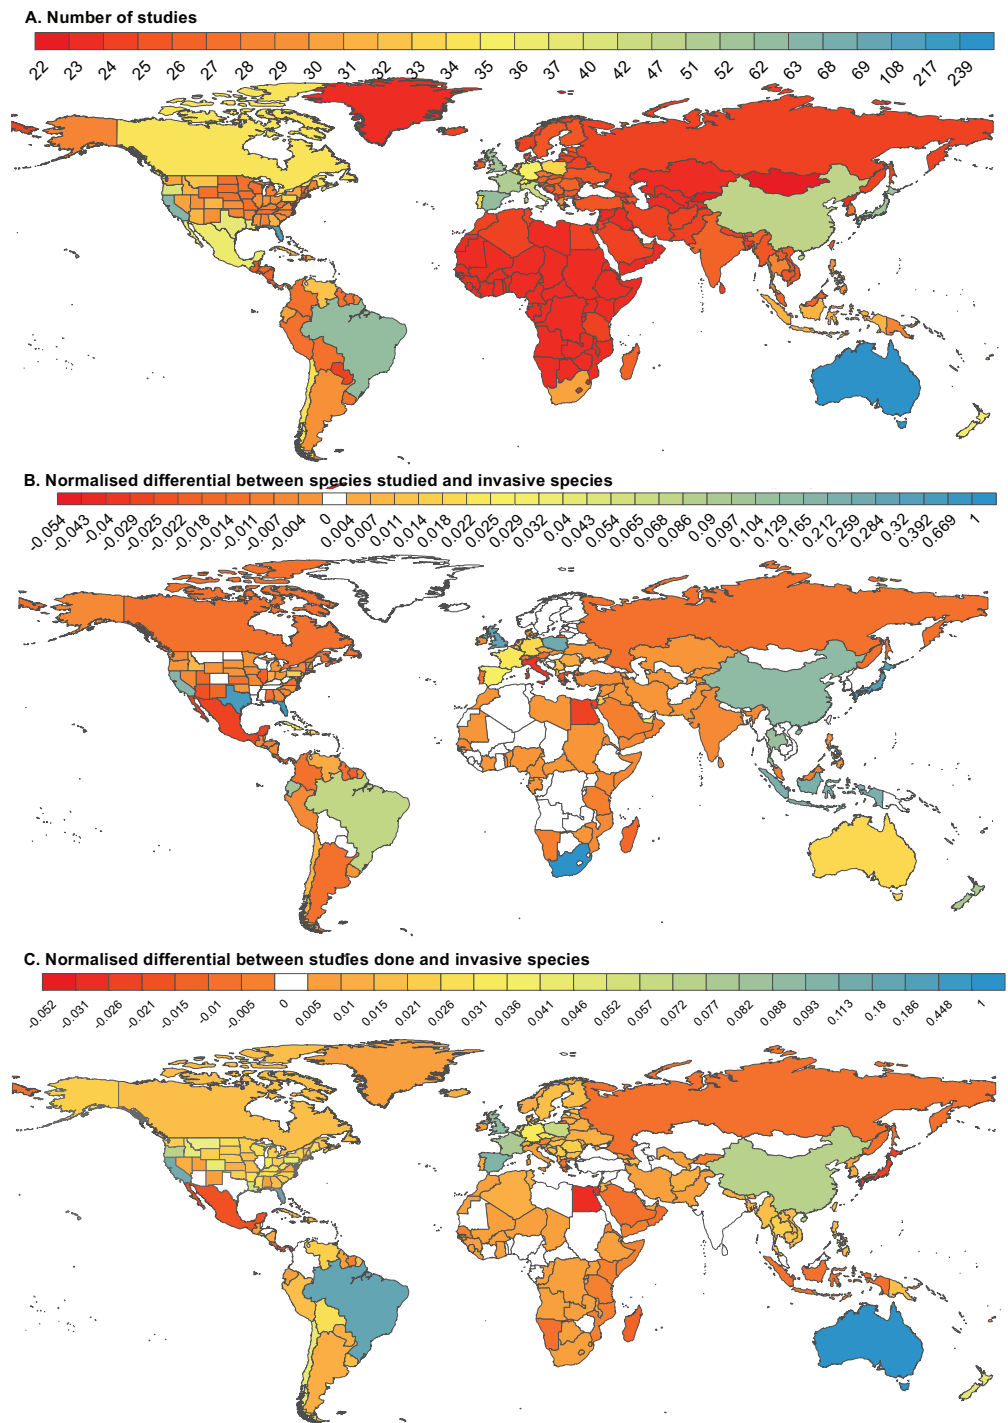 A. Number of studies
22 23 24 25 26 27 28 29 30 31 32 33 34 35 36 37 40 42 47 51 52 62 63 68 69 108 217 239
B. Normalised differential between species studied and invasive species
-0.054 -0.043 -0.04 -0.029 -0.025 -0.022 -0.018 -0.014 -0.011 -0.007 -0.004 0 0.004 0.007 0.011 0.014 0.018 0.022 0.025 0.029 0.032 0.04 0.043 0.054 0.065 0.068 0.086 0.09 0.097 0.104 0.129 0.165 0.212 0.259 0.284 0.32 0.392 0.669 1
C. Normalised differential between studies done and invasive species
-0.052 -0.031 -0.026 -0.021 -0.015 -0.01 -0.005 0 0.005 0.01 0.015 0.021 0.026 0.031 0.036 0.041 0.046 0.052 0.057 0.072 0.077 0.082 0.088 0.093 0.113 0.18 0.186 0.448 1